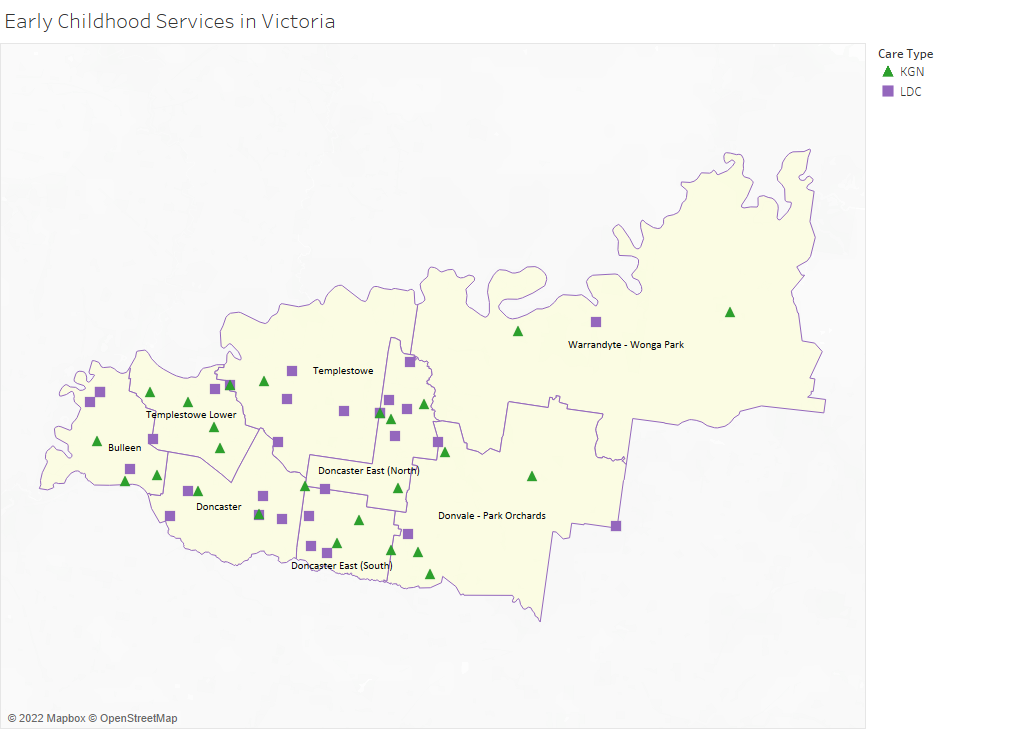 Early Childhood Services in Victoria
Care Type
KGN
LDC
Warrandyte - Wonga Park
Templestowe
Templestowe Lower
Bulleen
Doncaster East (North)
Doncaster
Donvale - Park Orchards
Doncaster East (South)
© 2022 Mapbox © OpenStreetMap